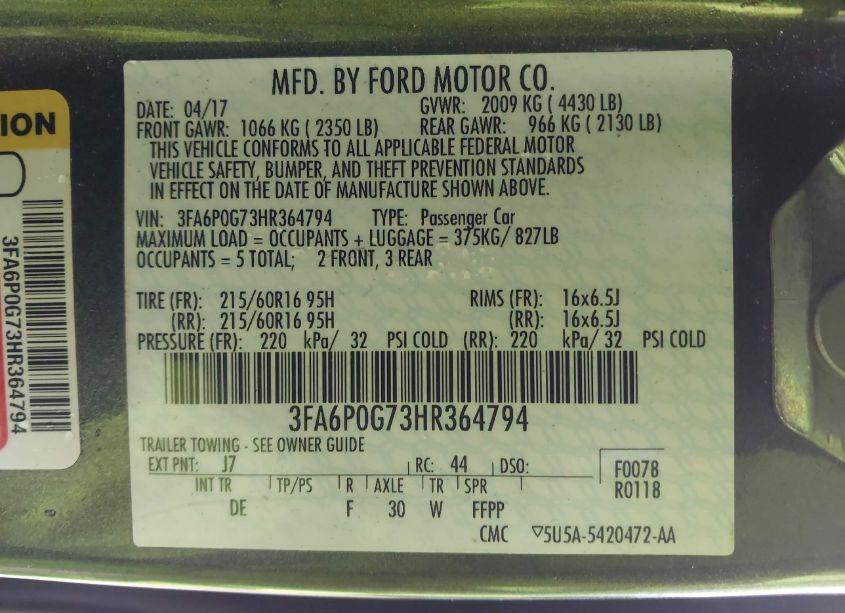 MFD. BY FORD MOTOR CO.
DATE: 04/17 GVWR: 2009 KG ( 4430 LB)
FRONT GAWR: 1066 KG ( 2350 LB) REAR GAWR: 966 KG ( 2130 LB)
THIS VEHICLE CONFORMS TO ALL APPLICABLE FEDERAL MOTOR
VEHICLE SAFETY, BUMPER, AND THEFT PREVENTION STANDARDS
IN EFFECT ON THE DATE OF MANUFACTURE SHOWN ABOVE.
VIN: 3FA6P0G73HR364794 TYPE: Passenger Car
MAXIMUM LOAD = OCCUPANTS + LUGGAGE = 375KG/ 827LB
OCCUPANTS = 5 TOTAL; 2 FRONT, 3 REAR
TIRE (FR): 215/60R16 95H RIMS (FR): 16x6.5J
(RR): 215/60R16 95H (RR): 16x6.5J
PRESSURE (FR): 220 kPa/ 32 PSI COLD (RR): 220 kPa/ 32 PSI COLD
3FA6P0G73HR364794
TRAILER TOWING - SEE OWNER GUIDE
EXT PNT: J7 RC: 44 DSO: F0078
INT TR TP/PS R AXLE TR SPR R0118
DE F 30 W FFPP
CMC ▽5U5A-5420472-AA
ION
3FA6P0G73HR364794